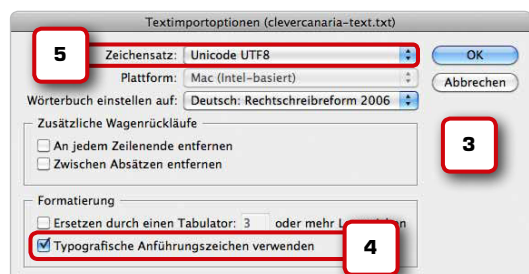 Textimportoptionen (clevercanaria-text.txt)
5
Zeichensatz: Unicode UTF8
OK
Plattform: Mac (Intel-basiert)
Abbrechen
Wörterbuch einstellen auf: Deutsch: Rechtschreibreform 2006
Zusätzliche Wagenrückläufe
An jedem Zeilenende entfernen
3
Zwischen Absätzen entfernen
Formatierung
Ersetzen durch einen Tabulator: 3 oder mehr
Typografische Anführungszeichen verwenden
4